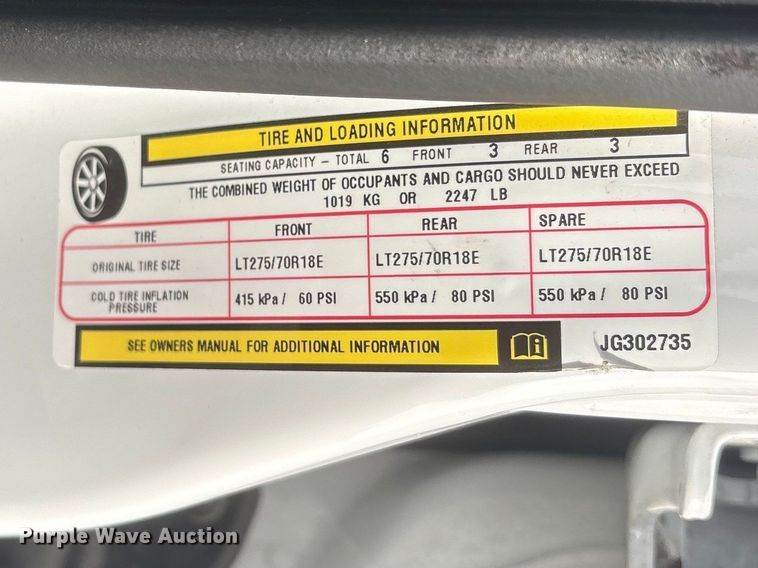 TIRE AND LOADING INFORMATION
SEATING CAPACITY – TOTAL 6 FRONT 3 REAR 3
THE COMBINED WEIGHT OF OCCUPANTS AND CARGO SHOULD NEVER EXCEED
1019 KG OR 2247 LB
TIRE FRONT REAR SPARE
ORIGINAL TIRE SIZE LT275/70R18E LT275/70R18E LT275/70R18E
COLD TIRE INFLATION PRESSURE 415 kPa / 60 PSI 550 kPa / 80 PSI 550 kPa / 80 PSI
SEE OWNERS MANUAL FOR ADDITIONAL INFORMATION JG302735
Purple Wave Auction